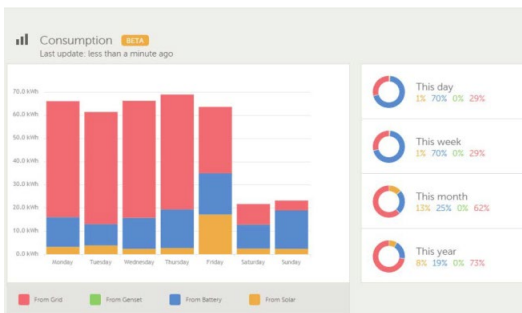 Consumption BETA
Last update: less than a minute ago
70.0 kWh
60.0 kWh
50.0 kWh
40.0 kWh
30.0 kWh
20.0 kWh
10.0 kWh
0.0 kWh
Monday Tuesday Wednesday Thursday Friday Saturday Sunday
From Grid From Genset From Battery From Solar
This day
1% 70% 0% 29%
This week
1% 70% 0% 29%
This month
13% 25% 0% 62%
This year
8% 19% 0% 73%